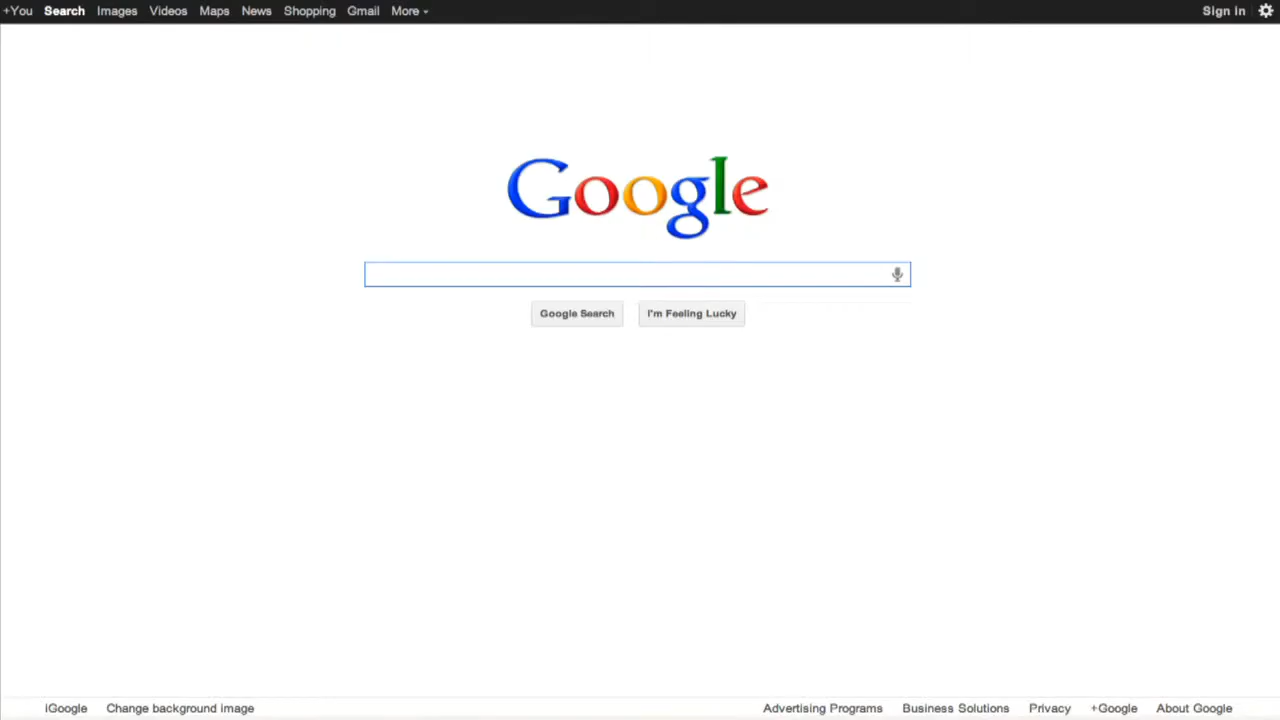 +You Search Images Videos Maps News Shopping Gmail More
Sign in
Google
Google Search I'm Feeling Lucky
iGoogle Change background image Advertising Programs Business Solutions Privacy +Google About Google